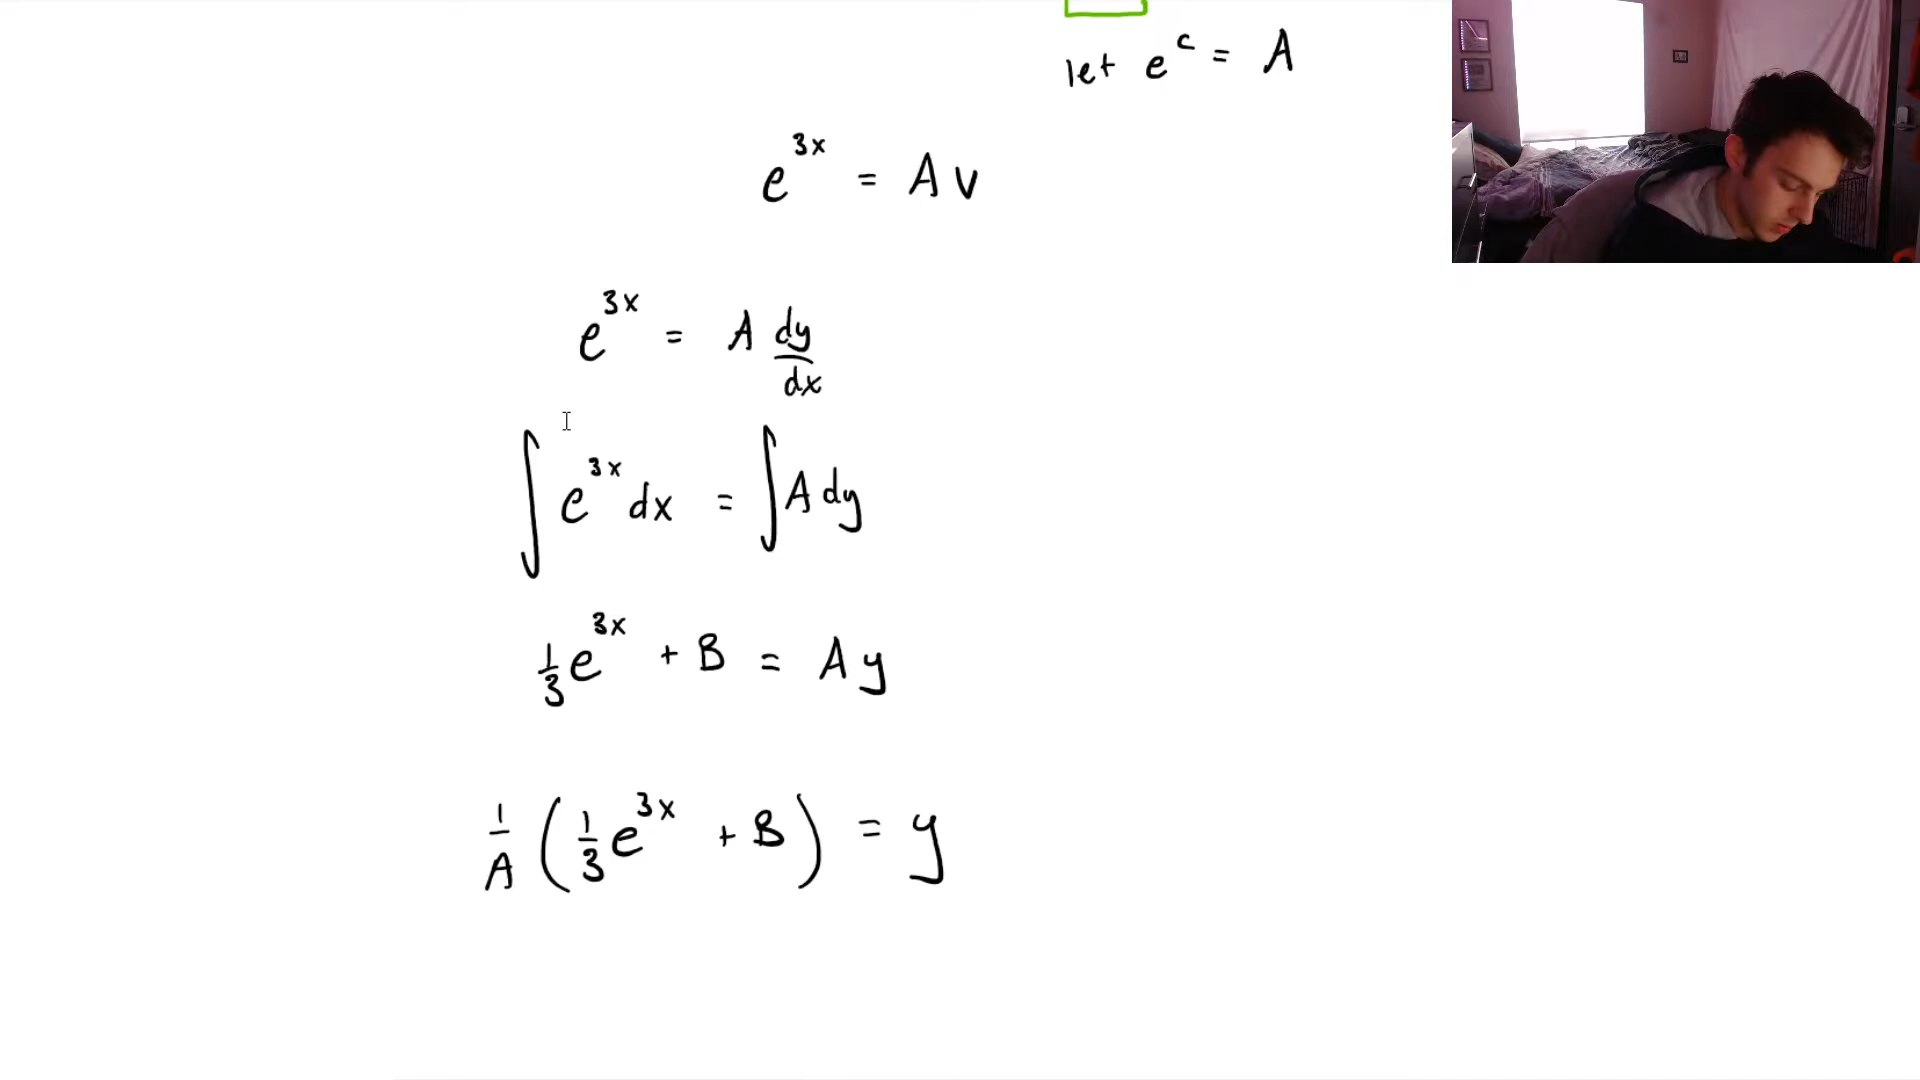 let e^c = A
e^{3x} = A v
e^{3x} = A dy/dx
∫ e^{3x} dx = ∫ A dy
1/3 e^{3x} + B = A y
1/A (1/3 e^{3x} + B) = y